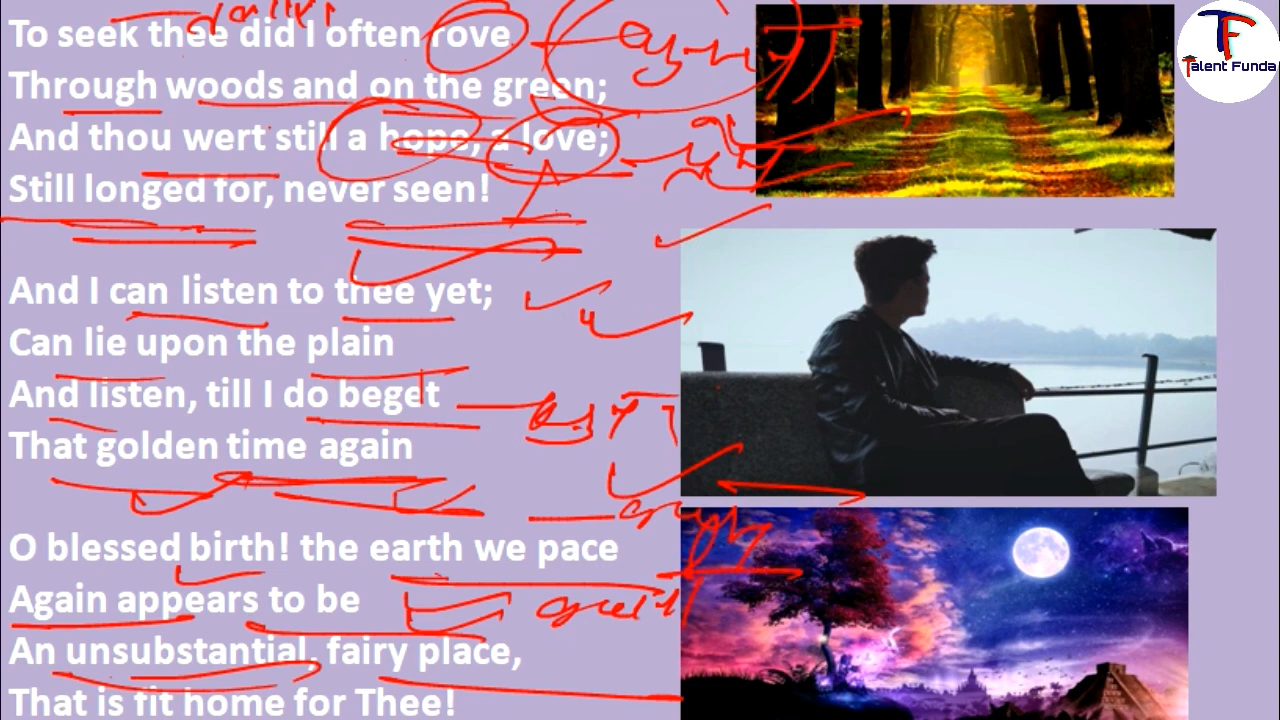 To seek thee did I often rove
Through woods and on the green;
And thou wert still a hope, a love;
Still longed for, never seen!
And I can listen to thee yet;
Can lie upon the plain
And listen, till I do beget
That golden time again
O blessed birth! the earth we pace
Again appears to be
An unsubstantial, fairy place,
That is fit home for Thee!
TF
Talent Funda